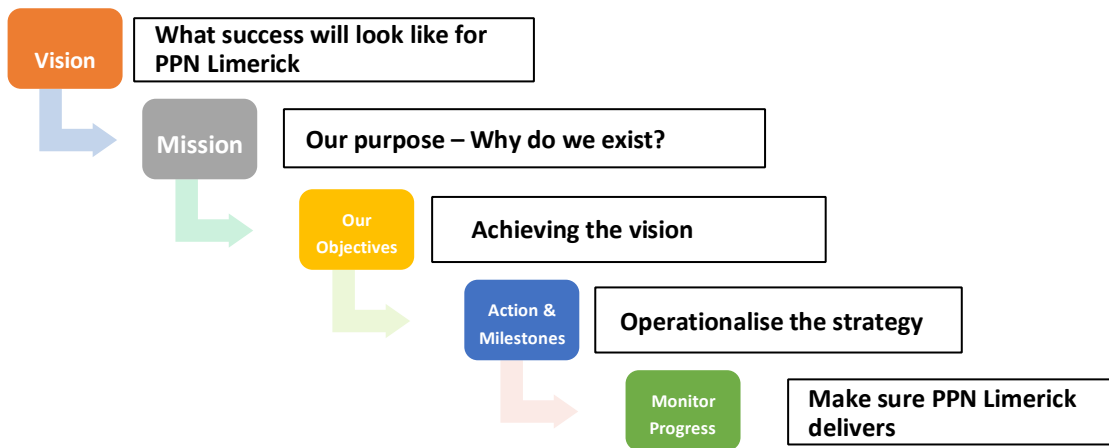 Vision
What success will look like for
PPN Limerick
Mission
Our purpose – Why do we exist?
Our
Objectives
Achieving the vision
Action &
Milestones
Operationalise the strategy
Monitor
Progress
Make sure PPN Limerick
delivers